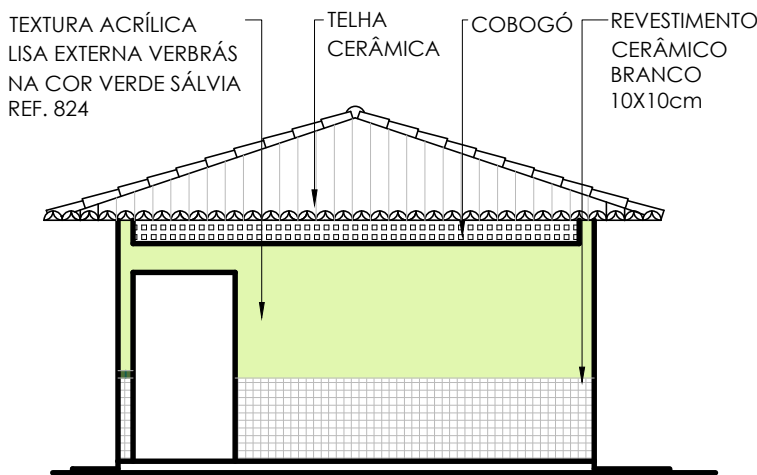 TEXTURA ACRÍLICA
LISA EXTERNA VERBRÁS
NA COR VERDE SÁLVIA
REF. 824
TELHA
CERÂMICA
COBOGÓ
REVESTIMENTO
CERÂMICO
BRANCO
10X10cm